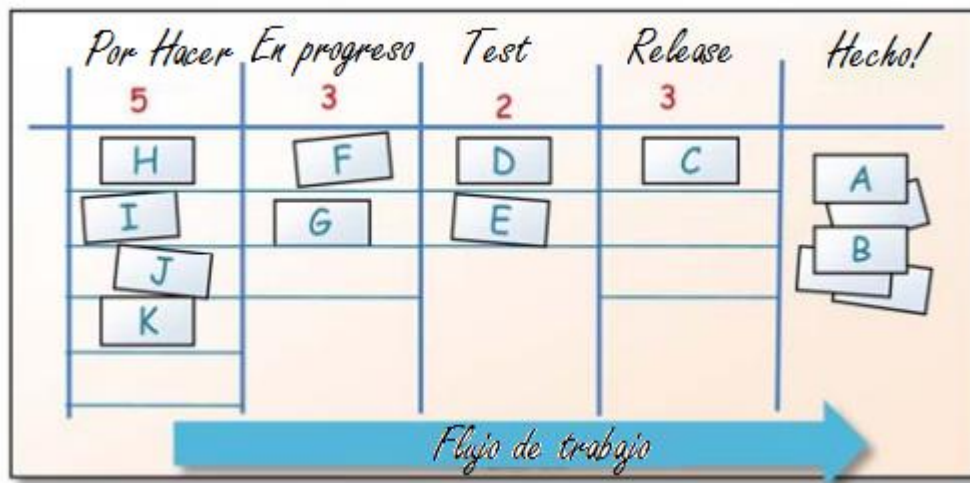 Por Hacer En progreso Test Release Hecho!
5 3 2 3
H F D C A
I G E B
J
K
Flujo de trabajo